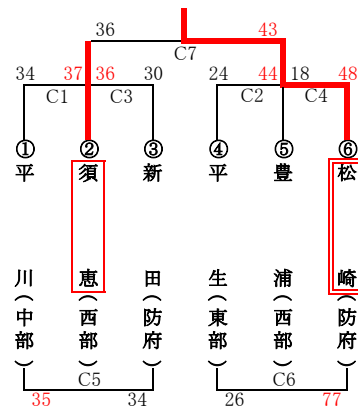 36 43
C7
34 37 36 30 24 44 18 48
C1 C3 C2 C4
① ② ③ ④ ⑤ ⑥
平川(中部)
須恵(西部)
新田(防府)
平生(東部)
豊浦(西部)
松崎(防府)
C5 C6
35 34 26 77